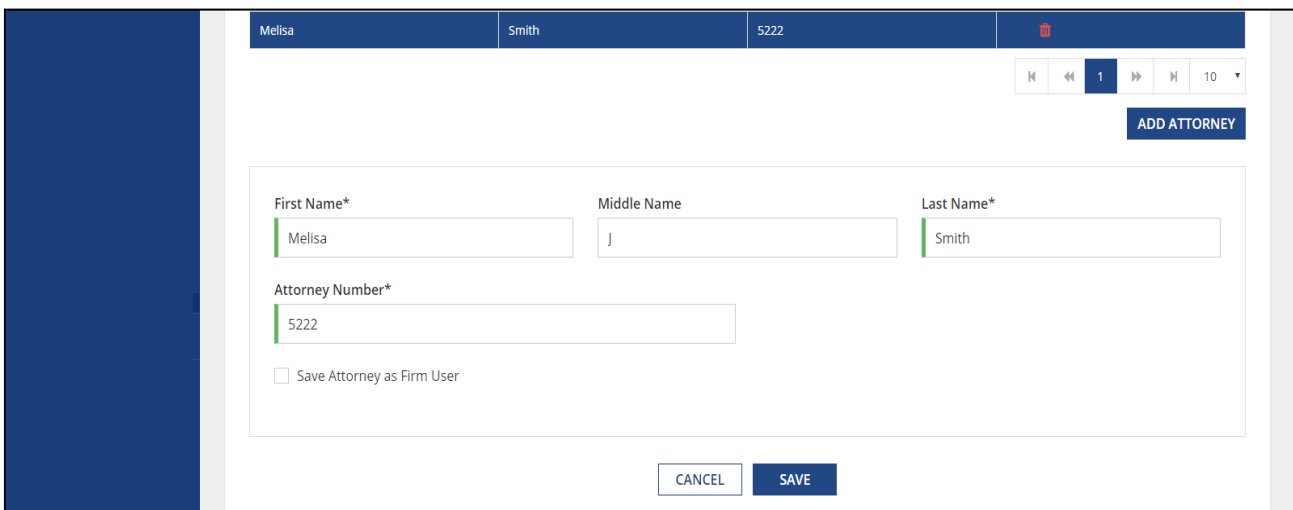 Melisa Smith 5222
1 10
ADD ATTORNEY
First Name* Middle Name Last Name*
Melisa J Smith
Attorney Number*
5222
Save Attorney as Firm User
CANCEL SAVE